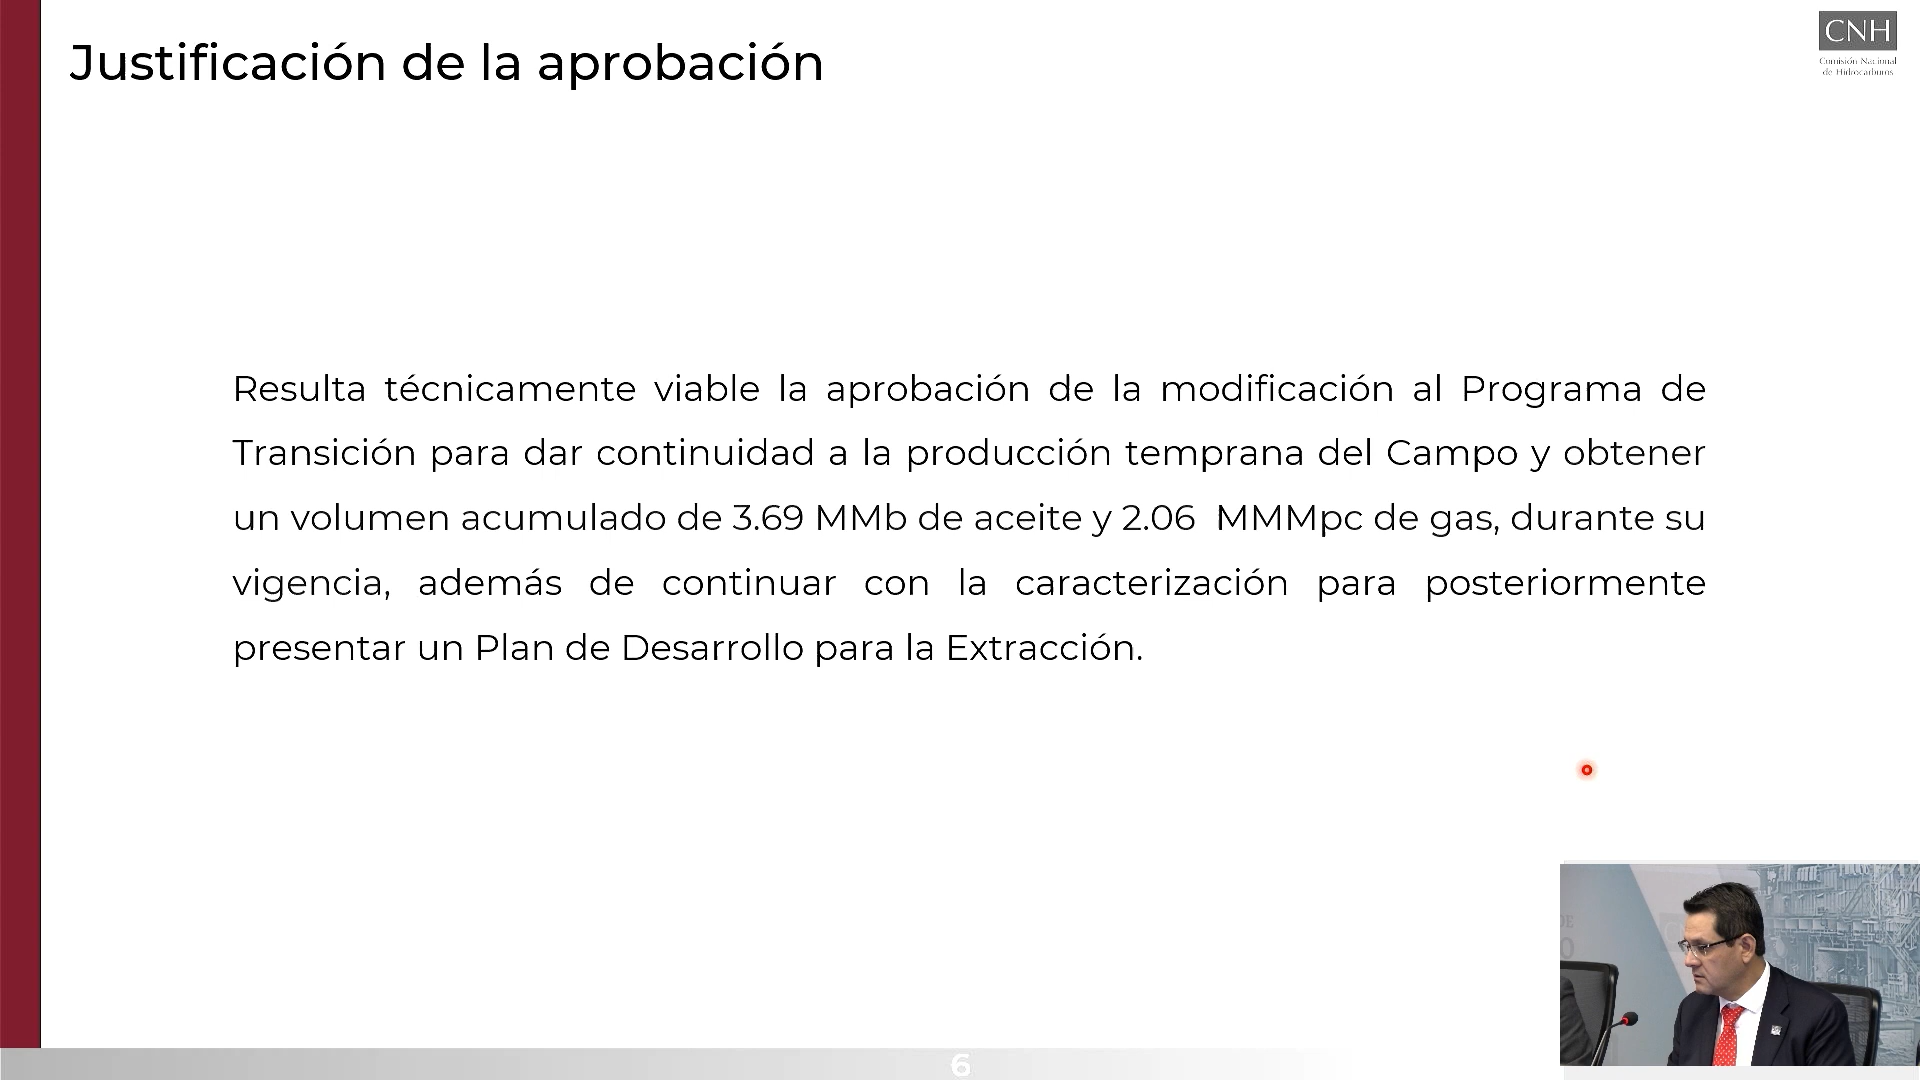 Justificación de la aprobación
CNH
Comisión Nacional
de Hidrocarburos
Resulta técnicamente viable la aprobación de la modificación al Programa de
Transición para dar continuidad a la producción temprana del Campo y obtener
un volumen acumulado de 3.69 MMb de aceite y 2.06 MMMpc de gas, durante su
vigencia, además de continuar con la caracterización para posteriormente
presentar un Plan de Desarrollo para la Extracción.
6